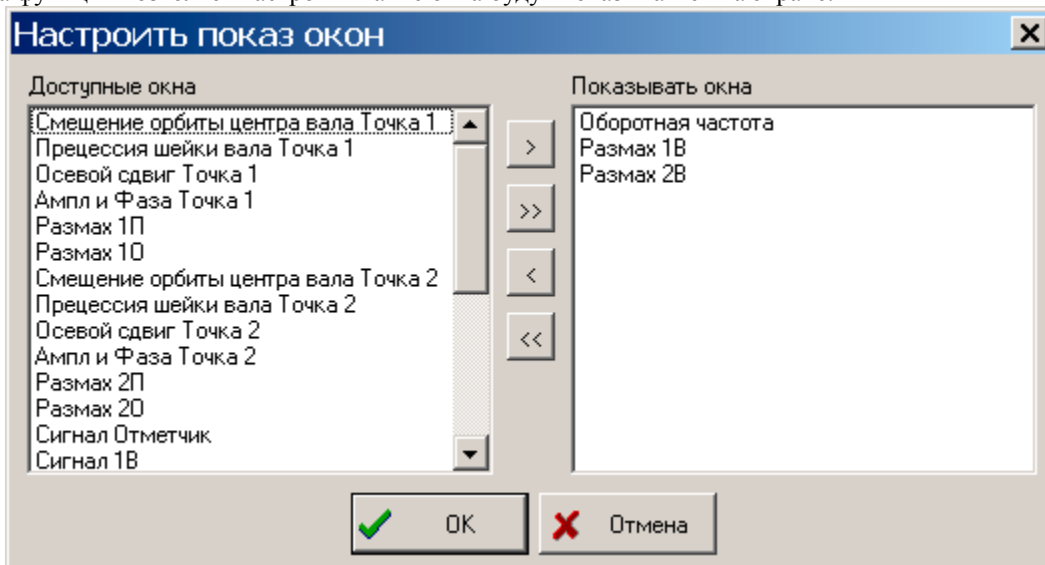 Настроить показ окон
Доступные окна
Показывать окна
Смещение орбиты центра вала Точка 1
Прецессия шейки вала Точка 1
Осевой сдвиг Точка 1
Ампл и Фаза Точка 1
Размах 1П
Размах 1О
Смещение орбиты центра вала Точка 2
Прецессия шейки вала Точка 2
Осевой сдвиг Точка 2
Ампл и Фаза Точка 2
Размах 2П
Размах 2О
Сигнал Отметчик
Сигнал 1В
>
>>
<
<<
Оборотная частота
Размах 1В
Размах 2В
OK
Отмена